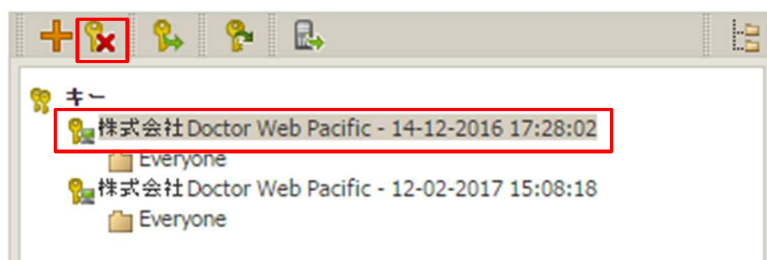 キー
株式会社Doctor Web Pacific - 14-12-2016 17:28:02
Everyone
株式会社Doctor Web Pacific - 12-02-2017 15:08:18
Everyone